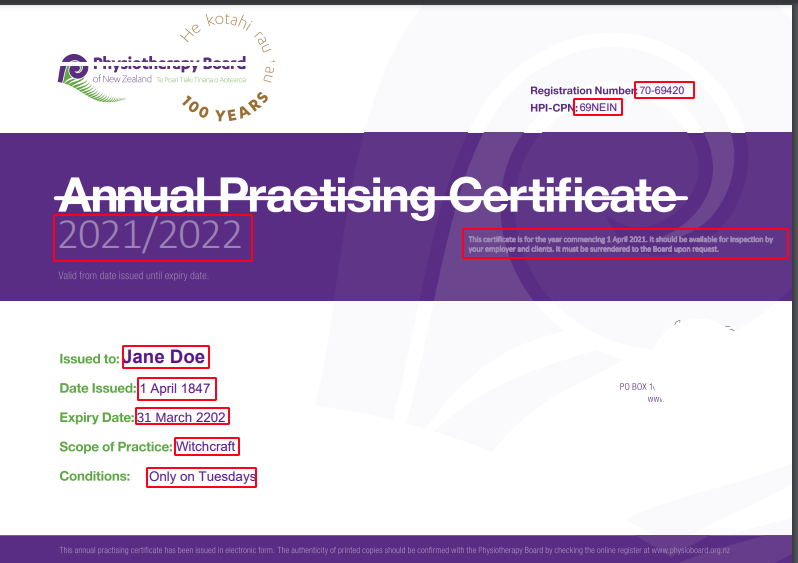 He kotahi rau tau
Physiotherapy Board
of New Zealand Te Poari Tiaki Tinana o Aotearoa
100 YEARS
Registration Number: 70-69420
HPI-CPN: 69NEIN
Annual Practising Certificate
2021/2022
This certificate is for the year commencing 1 April 2021. It should be available for inspection by
your employer and clients. It must be surrendered to the Board upon request.
Valid from date issued until expiry date.
Issued to: Jane Doe
Date Issued: 1 April 1847
Expiry Date: 31 March 2202
Scope of Practice: Witchcraft
Conditions: Only on Tuesdays
PO BOX
www.
This annual practising certificate has been issued in electronic form. The authenticity of printed copies should be confirmed with the Physiotherapy Board by checking the online register at www.physioboard.org.nz